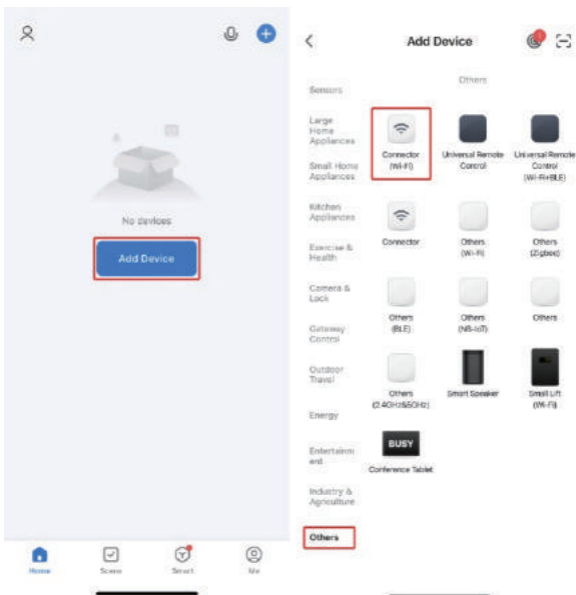 No devices
Add Device
Home
Scene
Smart
Me
Add Device
Sensors
Large
Home
Appliances
Small Home
Appliances
Kitchen
Appliances
Exercise &
Health
Camera &
Lock
Gateway
Control
Outdoor
Travel
Energy
Entertainm
ent
Industry &
Agriculture
Others
Others
Connector
(Wi-Fi)
Universal Remote
Control
Universal Remote
Control
(Wi-Fi+BLE)
Connector
Others
(Wi-Fi)
Others
(Zigbee)
Others
(BLE)
Others
(NB-IoT)
Others
Others
(2.4GHz&5GHz)
Smart Speaker
Small Lift
(Wi-Fi)
BUSY
Conference Tablet